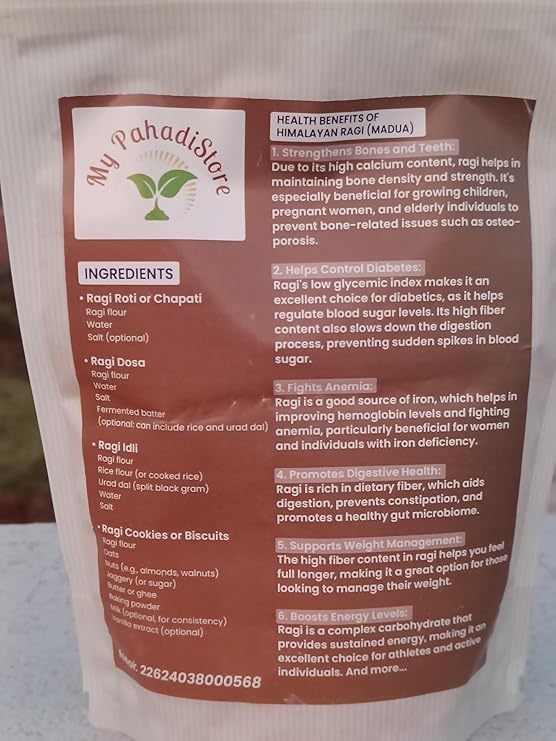 My PahadiStore
INGREDIENTS
• Ragi Roti or Chapati
Ragi flour
Water
Salt (optional)
• Ragi Dosa
Ragi flour
Water
Salt
Fermented batter
(optional: can include rice and urad dal)
• Ragi Idli
Ragi flour
Rice flour (or cooked rice)
Urad dal (split black gram)
Water
Salt
• Ragi Cookies or Biscuits
Ragi flour
Oats
Nuts (e.g., almonds, walnuts)
Jaggery (or sugar)
Butter or ghee
Baking powder
Milk (optional, for consistency)
Vanilla extract (optional)
fssai. 22624038000568
HEALTH BENEFITS OF
HIMALAYAN RAGI (MADUA)
1. Strengthens Bones and Teeth:
Due to its high calcium content, ragi helps in
maintaining bone density and strength. It's
especially beneficial for growing children,
pregnant women, and elderly individuals to
prevent bone-related issues such as osteo-
porosis.
2. Helps Control Diabetes:
Ragi's low glycemic index makes it an
excellent choice for diabetics, as it helps
regulate blood sugar levels. Its high fiber
content also slows down the digestion
process, preventing sudden spikes in blood
sugar.
3. Fights Anemia:
Ragi is a good source of iron, which helps in
improving hemoglobin levels and fighting
anemia, particularly beneficial for women
and individuals with iron deficiency.
4. Promotes Digestive Health:
Ragi is rich in dietary fiber, which aids
digestion, prevents constipation, and
promotes a healthy gut microbiome.
5. Supports Weight Management:
The high fiber content in ragi helps you feel
full longer, making it a great option for those
looking to manage their weight.
6. Boosts Energy Levels:
Ragi is a complex carbohydrate that
provides sustained energy, making it an
excellent choice for athletes and active
individuals. And more...